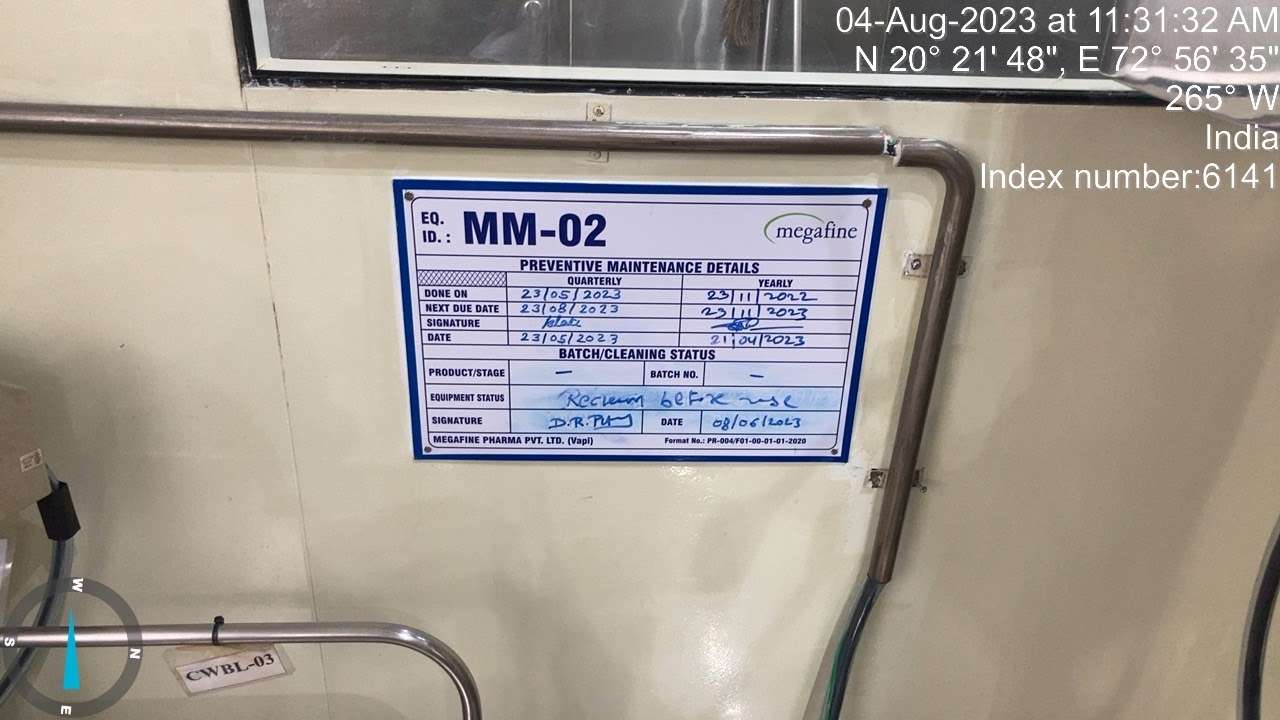 04-Aug-2023 at 11:31:32 AM
N 20° 21' 48", E 72° 56' 35"
265° W
India
Index number:6141
EQ. ID. : MM-02 megafine
PREVENTIVE MAINTENANCE DETAILS
QUARTERLY YEARLY
DONE ON 23/05/2023 23/11/2022
NEXT DUE DATE 23/08/2023 23/11/2023
SIGNATURE
DATE 23/05/2023 21/04/2023
BATCH/CLEANING STATUS
PRODUCT/STAGE — BATCH NO. —
EQUIPMENT STATUS before use
SIGNATURE DATE 08/06/2023
MEGAFINE PHARMA PVT. LTD. (Vapi) Format No.: PR-004/F01-00-01-01-2020
CWBL-03
W
S
N
E